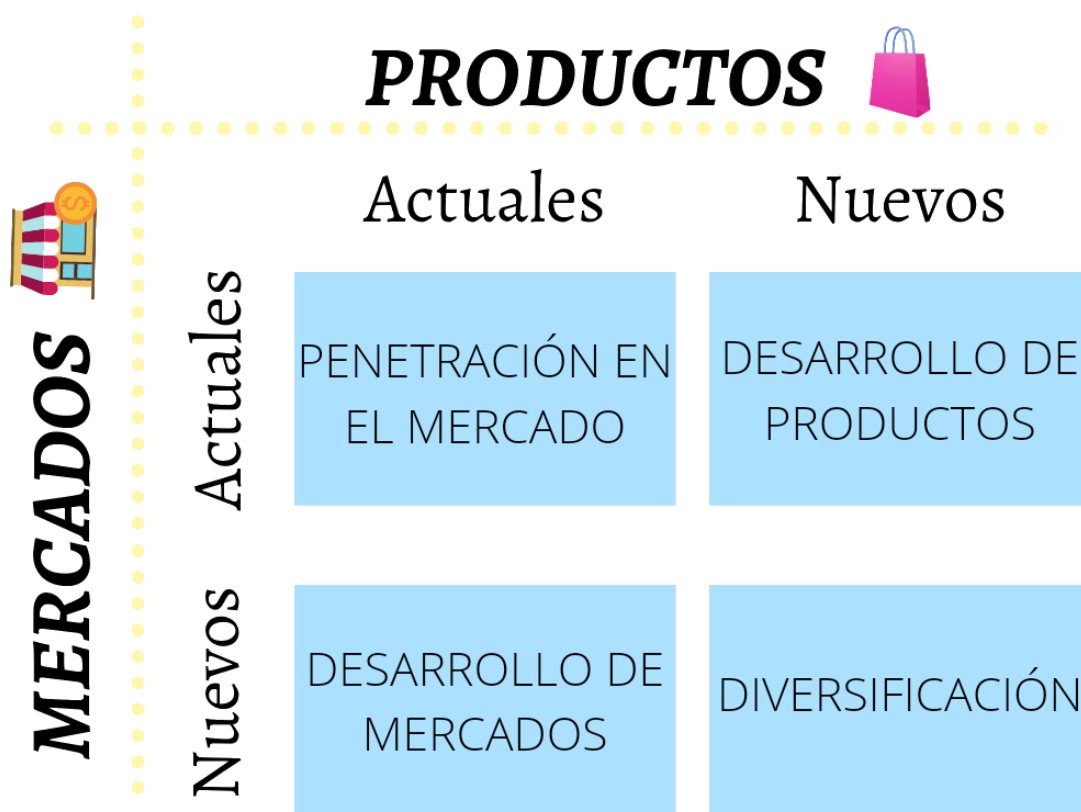 PRODUCTOS
Actuales
Nuevos
MERCADOS
Actuales
PENETRACIÓN EN
EL MERCADO
DESARROLLO DE
PRODUCTOS
Nuevos
DESARROLLO DE
MERCADOS
DIVERSIFICACIÓN